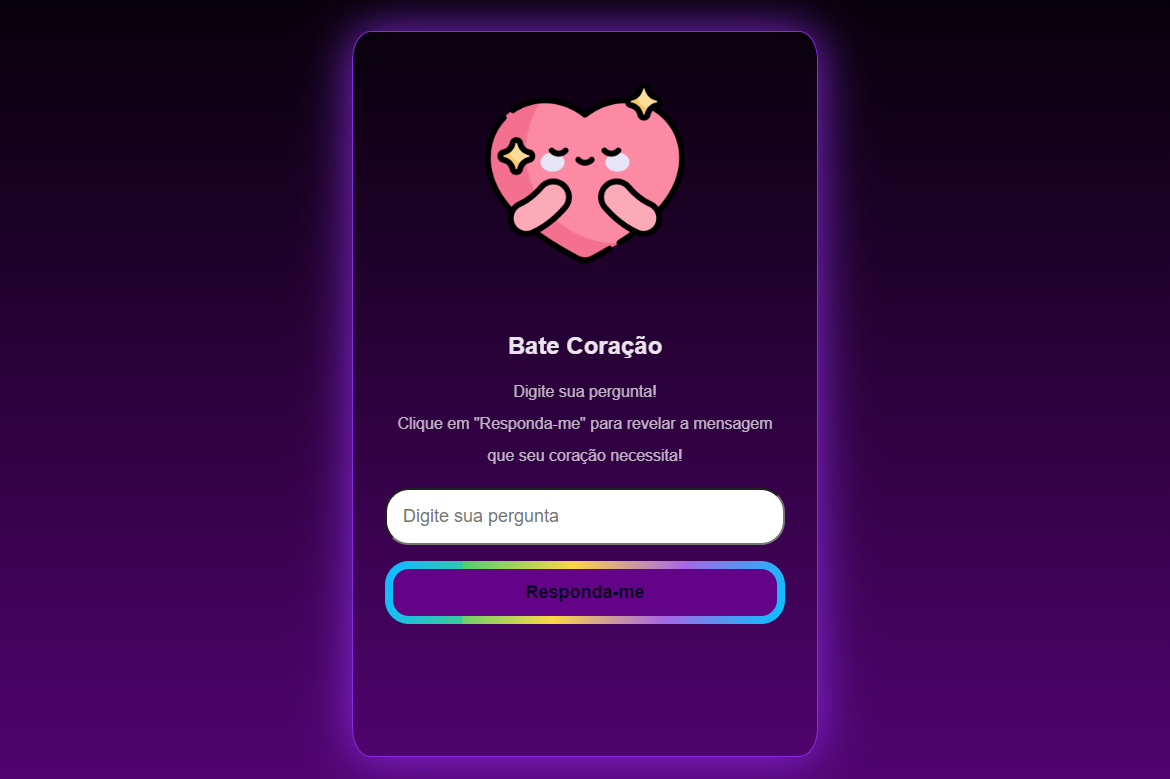 Bate Coração
Digite sua pergunta!
Clique em "Responda-me" para revelar a mensagem
que seu coração necessita!
Digite sua pergunta
Responda-me